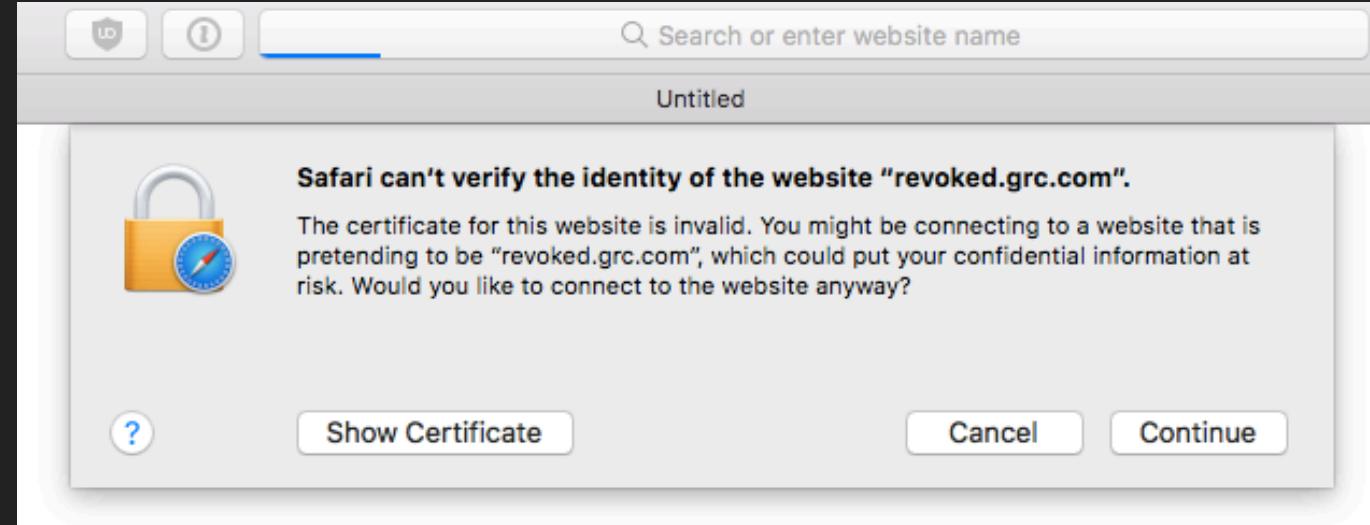 Search or enter website name
Untitled
Safari can't verify the identity of the website “revoked.grc.com”.
The certificate for this website is invalid. You might be connecting to a website that is
pretending to be “revoked.grc.com”, which could put your confidential information at
risk. Would you like to connect to the website anyway?
?
Show Certificate
Cancel
Continue